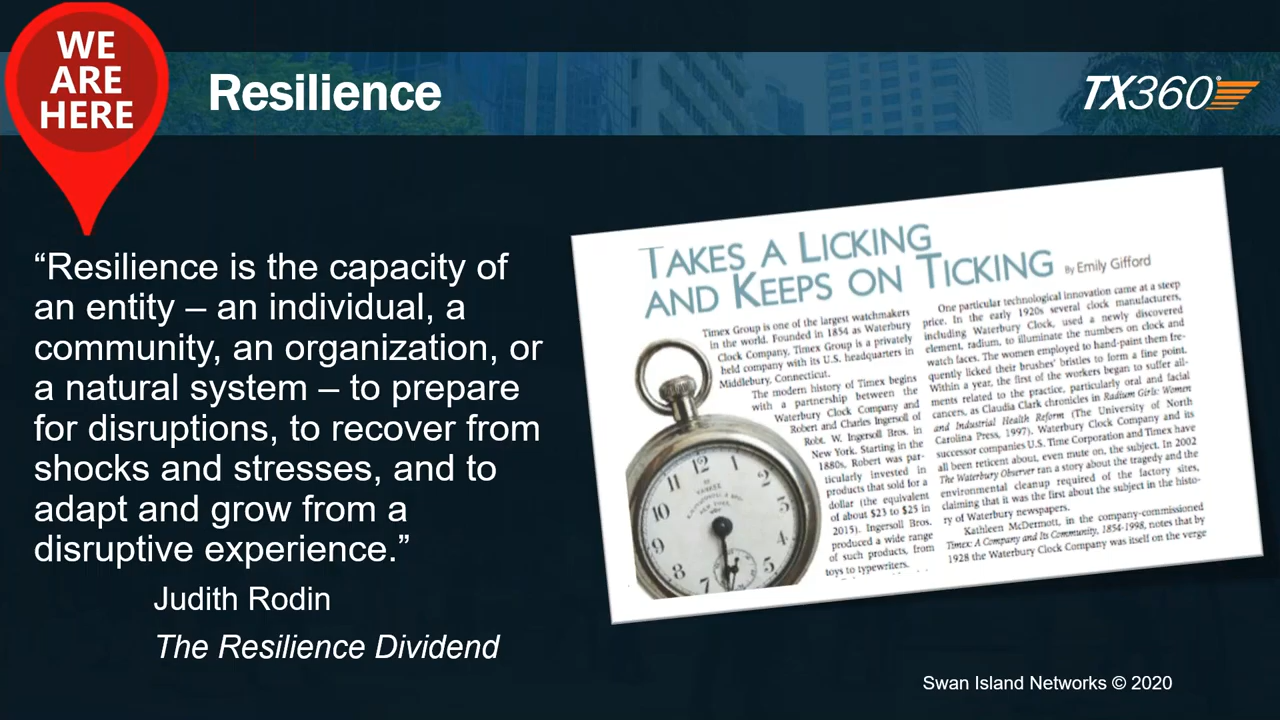 WE
ARE
HERE
Resilience
TX360®
“Resilience is the capacity of
an entity – an individual, a
community, an organization, or
a natural system – to prepare
for disruptions, to recover from
shocks and stresses, and to
adapt and grow from a
disruptive experience.”
Judith Rodin
The Resilience Dividend
TAKES A LICKING
AND KEEPS ON TICKING By Emily Gifford
Timex Group is one of the largest watchmakers
in the world. Founded in 1854 as Waterbury
Clock Company, Timex Group is a privately
held company with its U.S. headquarters in
Middlebury, Connecticut.
The modern history of Timex begins
with a partnership between the
Waterbury Clock Company and
Robert and Charles Ingersoll of
Robt. W. Ingersoll Bros. in
New York. Starting in the
1880s, Robert was par-
ticularly invested in
products that sold for a
dollar (the equivalent
of about $23 to $25 in
2015). Ingersoll Bros.
produced a wide range
of such products, from
toys to typewriters.
One particular technological innovation came at a steep
price. In the early 1920s several clock manufacturers,
including Waterbury Clock, used a newly discovered
element, radium, to illuminate the numbers on clock and
watch faces. The women employed to hand-paint them fre-
quently licked their brushes’ bristles to form a fine point.
Within a year, the first of the workers began to suffer ail-
ments related to the practice, particularly oral and facial
cancers, as Claudia Clark chronicles in Radium Girls: Women
and Industrial Health Reform (The University of North
Carolina Press, 1997). Waterbury Clock Company and its
successor companies U.S. Time Corporation and Timex have
all been reticent about, even mute on, the subject. In 2002
The Waterbury Observer ran a story about the tragedy and the
environmental cleanup required of the factory sites,
claiming that it was the first about the subject in the histo-
ry of Waterbury newspapers.
Kathleen McDermott, in the company-commissioned
Timex: A Company and Its Community, 1854-1998, notes that by
1928 the Waterbury Clock Company was itself on the verge
12
1
2
3
4
5
7
8
9
10
11
YANKEE
NEW YORK
Swan Island Networks © 2020